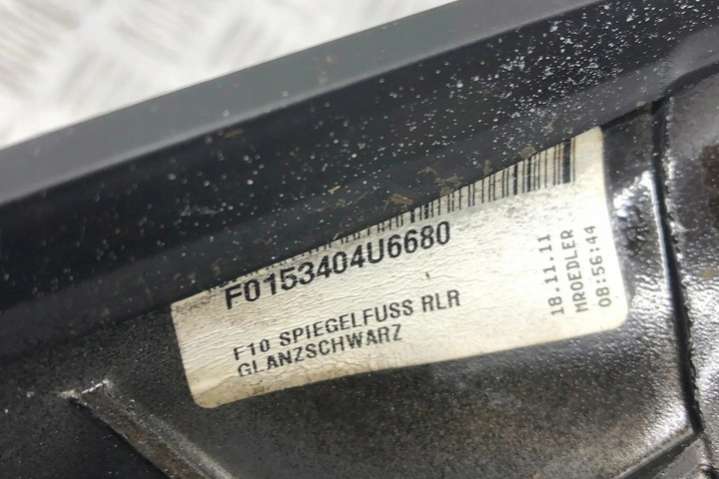 F0153404U6680
F10 SPIEGELFUSS RLR
GLANZSCHWARZ
18.11.11
MROEDLER
08:56:44